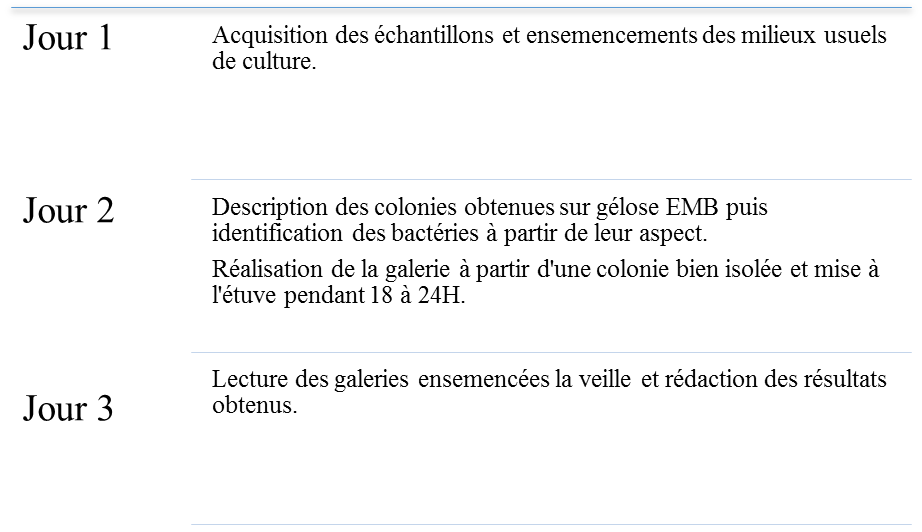 Jour 1
Acquisition des échantillons et ensemencements des milieux usuels
de culture.
Jour 2
Description des colonies obtenues sur gélose EMB puis
identification des bactéries à partir de leur aspect.
Réalisation de la galerie à partir d'une colonie bien isolée et mise à
l'étuve pendant 18 à 24H.
Jour 3
Lecture des galeries ensemencées la veille et rédaction des résultats
obtenus.